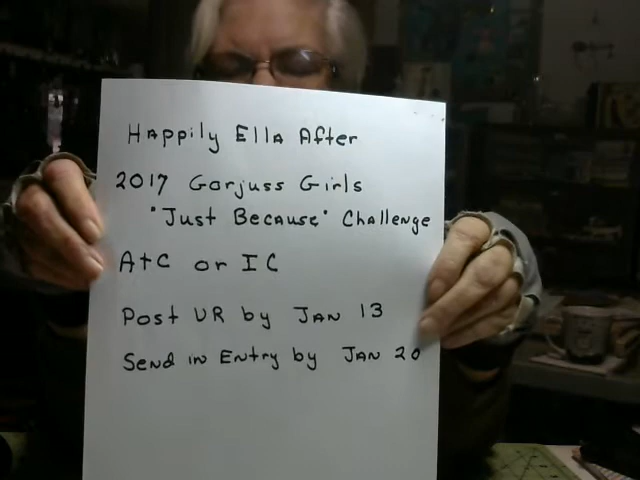 Happily Ella After
2017 Gorjuss Girls
"Just Because" Challenge
ATC or IC
Post UR by Jan 13
Send in Entry by Jan 20